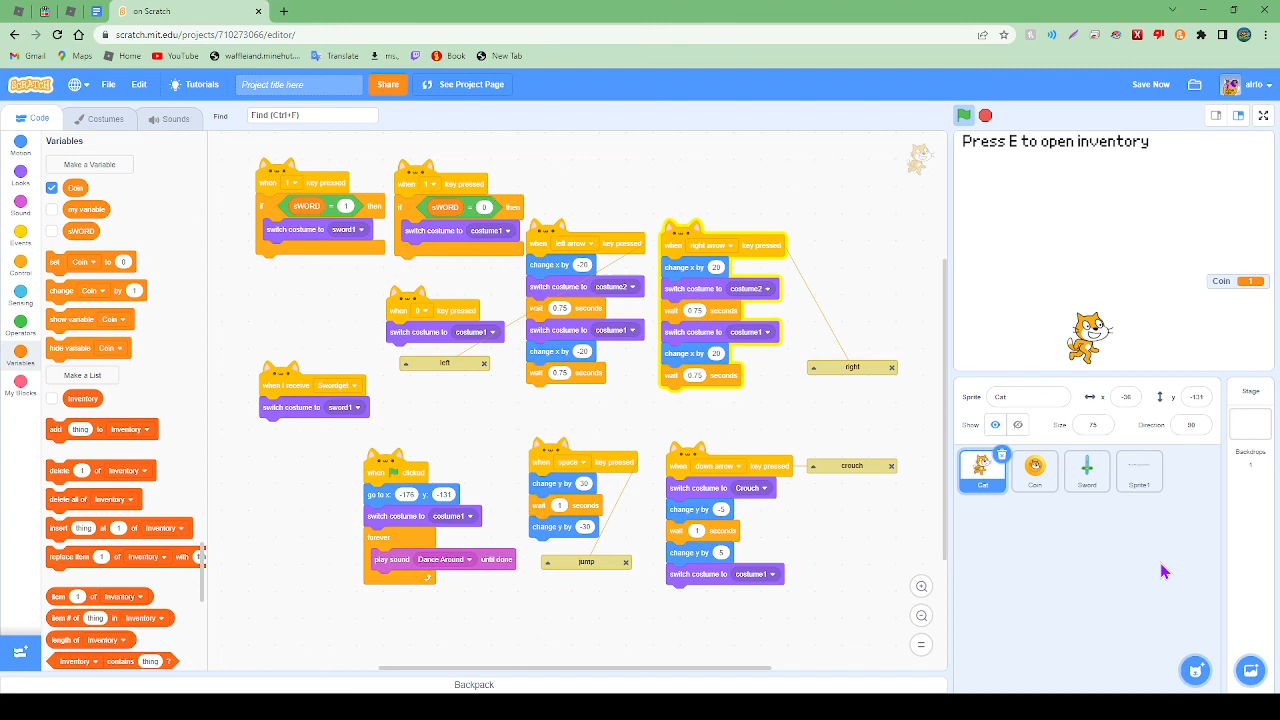 on Scratch
scratch.mit.edu/projects/710273066/editor/
Gmail Maps Home YouTube waffleland.minehut.... Translate ms, Book New Tab
SCRATCH File Edit Tutorials Project title here Share See Project Page Save Now alrfo
Code Costumes Sounds Find Find (Ctrl+F)
Motion
Looks
Sound
Events
Control
Sensing
Operators
Variables
My Blocks
Variables
Make a Variable
Coin
my variable
sWORD
set Coin to 0
change Coin by 1
show variable Coin
hide variable Coin
Make a List
Inventory
add thing to Inventory
delete 1 of Inventory
delete all of Inventory
insert thing at 1 of Inventory
replace item 1 of Inventory with
item 1 of Inventory
item # of thing in Inventory
length of Inventory
Inventory contains thing ?
when 1 key pressed
if sWORD = 1 then
switch costume to sword1
when 1 key pressed
if sWORD = 0 then
switch costume to costume1
when left arrow key pressed
change x by -20
switch costume to costume2
wait 0.75 seconds
switch costume to costume1
change x by -20
wait 0.75 seconds
when right arrow key pressed
change x by 20
switch costume to costume2
wait 0.75 seconds
switch costume to costume1
change x by 20
wait 0.75 seconds
when 0 key pressed
switch costume to costume1
left
right
when I receive Swordget
switch costume to sword1
when clicked
go to x: -176 y: -131
switch costume to costume1
forever
play sound Dance Around until done
when space key pressed
change y by 30
wait 1 seconds
change y by -30
jump
when down arrow key pressed
switch costume to Crouch
change y by -5
wait 1 seconds
change y by 5
switch costume to costume1
crouch
Backpack
Press E to open inventory
Coin 1
Sprite Cat x -36 y -131
Show Size 75 Direction 90
Cat Coin Sword Sprite1
Stage
Backdrops
1